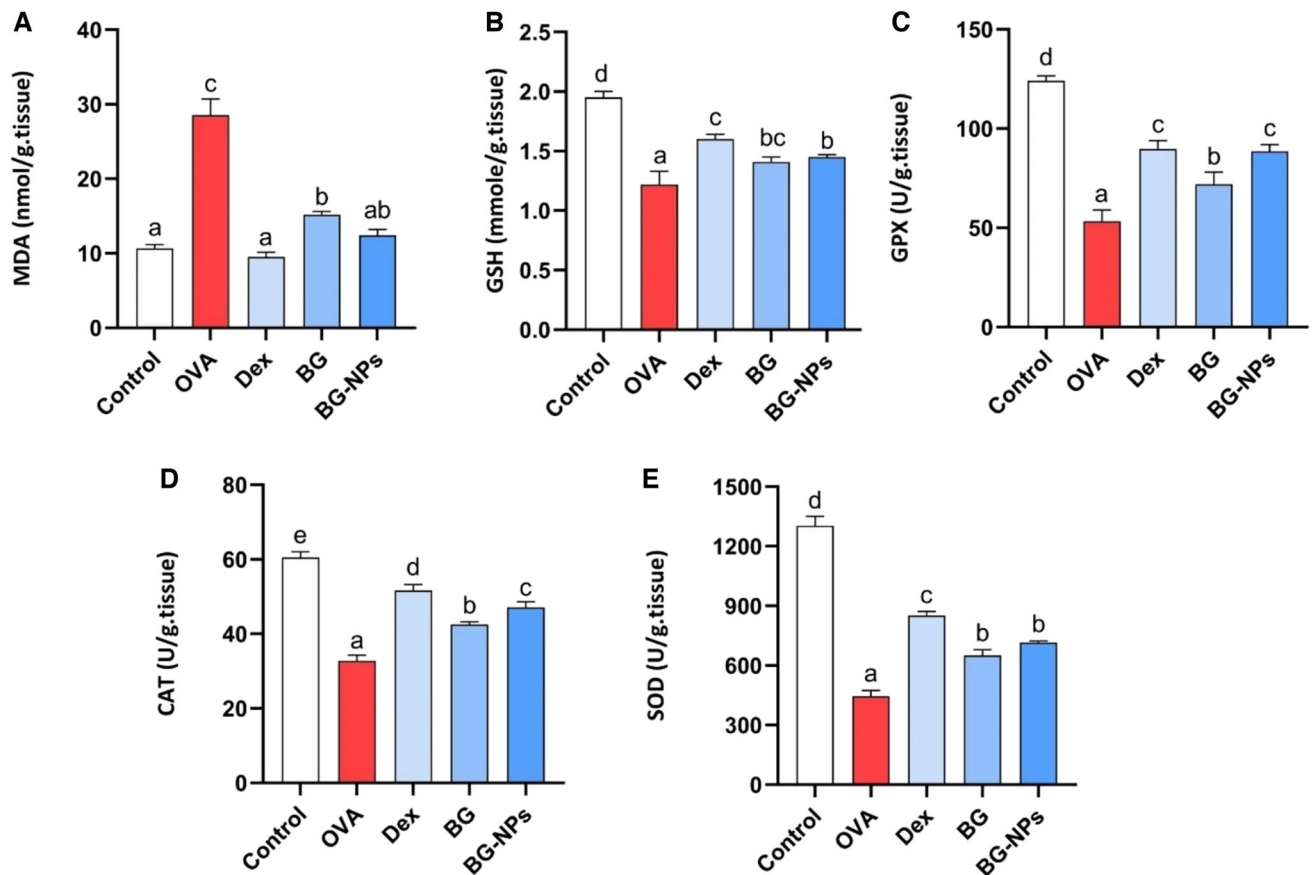 A
MDA (nmol/g.tissue)
40
30
20
10
0
a
c
a
b
ab
Control
OVA
Dex
BG
BG-NPs
B
GSH (mmole/g.tissue)
2.5
2.0
1.5
1.0
0.5
0.0
d
a
c
bc
b
Control
OVA
Dex
BG
BG-NPs
C
GPX (U/g.tissue)
150
100
50
0
d
a
c
b
c
Control
OVA
Dex
BG
BG-NPs
D
CAT (U/g.tissue)
80
60
40
20
0
e
a
d
b
c
Control
OVA
Dex
BG
BG-NPs
E
SOD (U/g.tissue)
1500
1200
900
600
300
0
d
a
c
b
b
Control
OVA
Dex
BG
BG-NPs